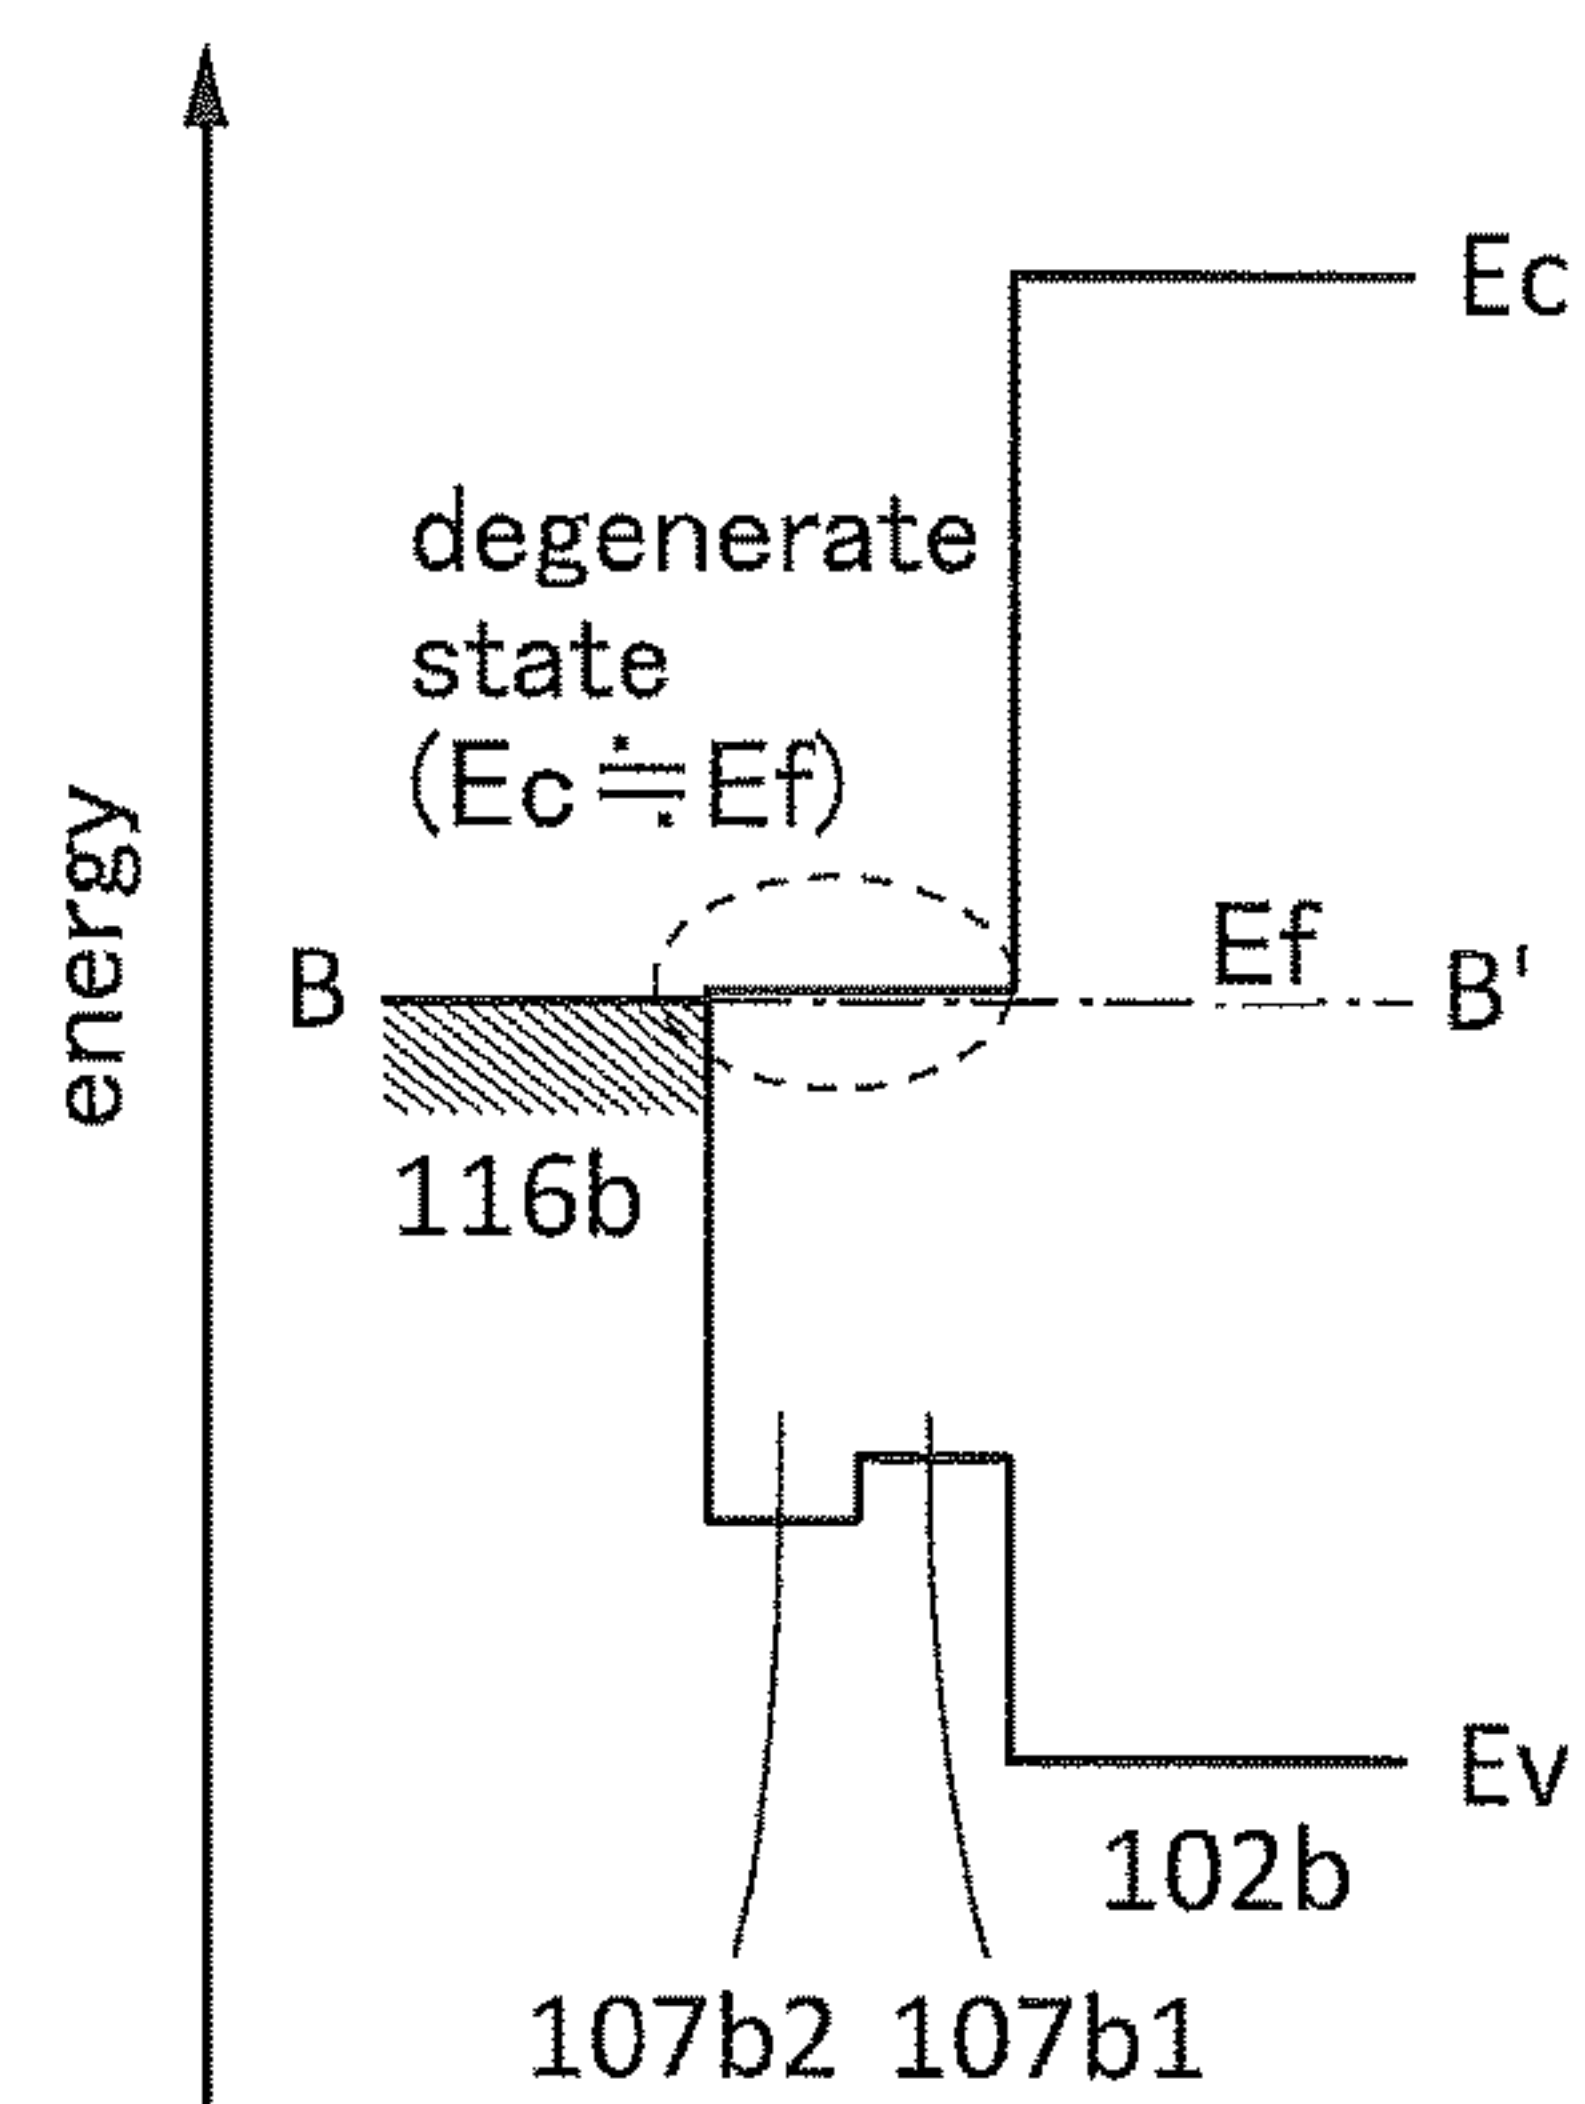 Ec
degenerate
state
(Ec≒Ef)
energy
Ef
B
B'
116b
Ev
102b
107b2
107b1